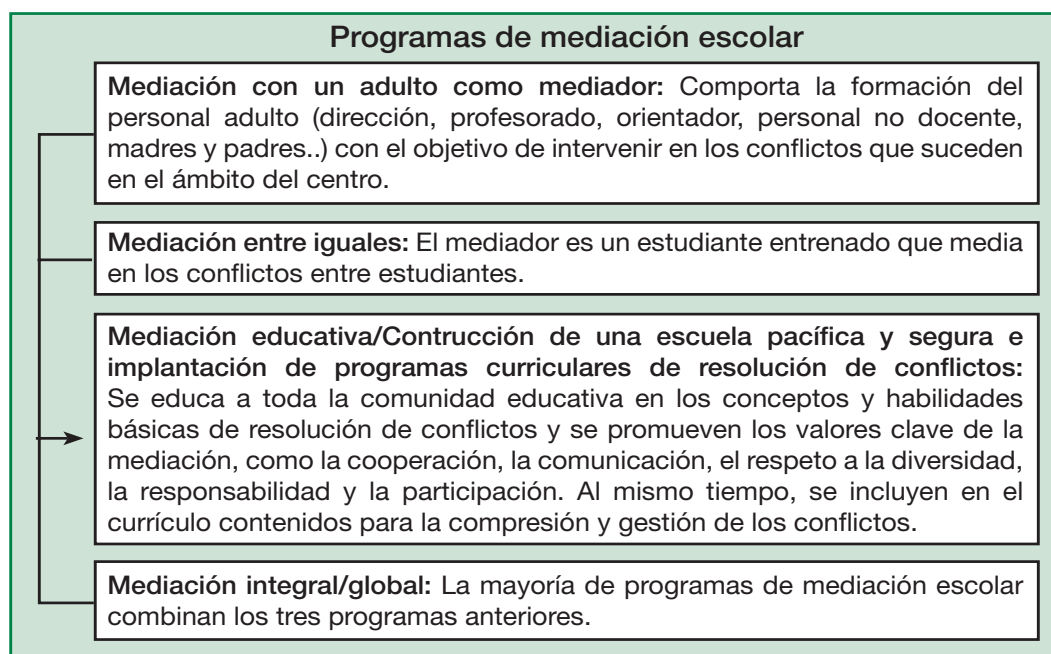 Programas de mediación escolar
Mediación con un adulto como mediador: Comporta la formación del
personal adulto (dirección, profesorado, orientador, personal no docente,
madres y padres..) con el objetivo de intervenir en los conflictos que suceden
en el ámbito del centro.
Mediación entre iguales: El mediador es un estudiante entrenado que media
en los conflictos entre estudiantes.
Mediación educativa/Contrucción de una escuela pacífica y segura e
implantación de programas curriculares de resolución de conflictos:
Se educa a toda la comunidad educativa en los conceptos y habilidades
básicas de resolución de conflictos y se promueven los valores clave de la
mediación, como la cooperación, la comunicación, el respeto a la diversidad,
la responsabilidad y la participación. Al mismo tiempo, se incluyen en el
currículo contenidos para la compresión y gestión de los conflictos.
Mediación integral/global: La mayoría de programas de mediación escolar
combinan los tres programas anteriores.